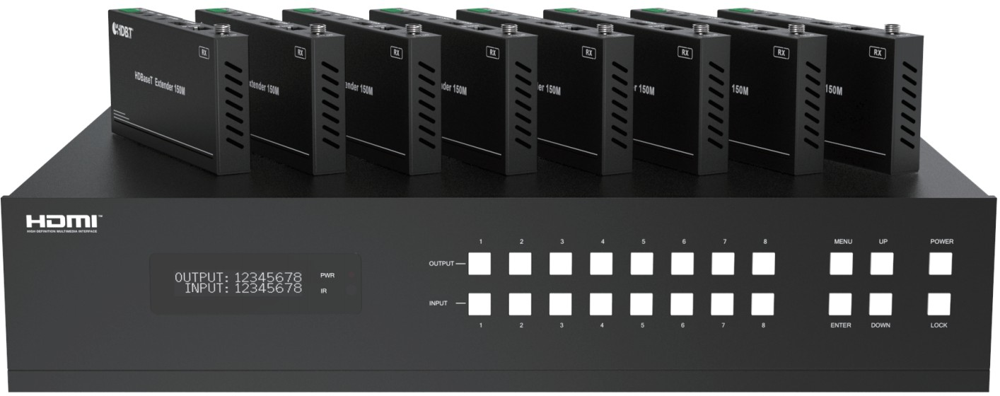 HDBT
RX
HDBaseT Extender 150M
RX
xtender 150M
RX
ender 150M
RX
der 150M
RX
er 150M
RX
r 150M
RX
150M
RX
150M
HDMI™
HIGH DEFINITION MULTIMEDIA INTERFACE
OUTPUT: 12345678 PWR
INPUT: 12345678 IR
1 2 3 4 5 6 7 8
OUTPUT
INPUT
1 2 3 4 5 6 7 8
MENU UP POWER
ENTER DOWN LOCK